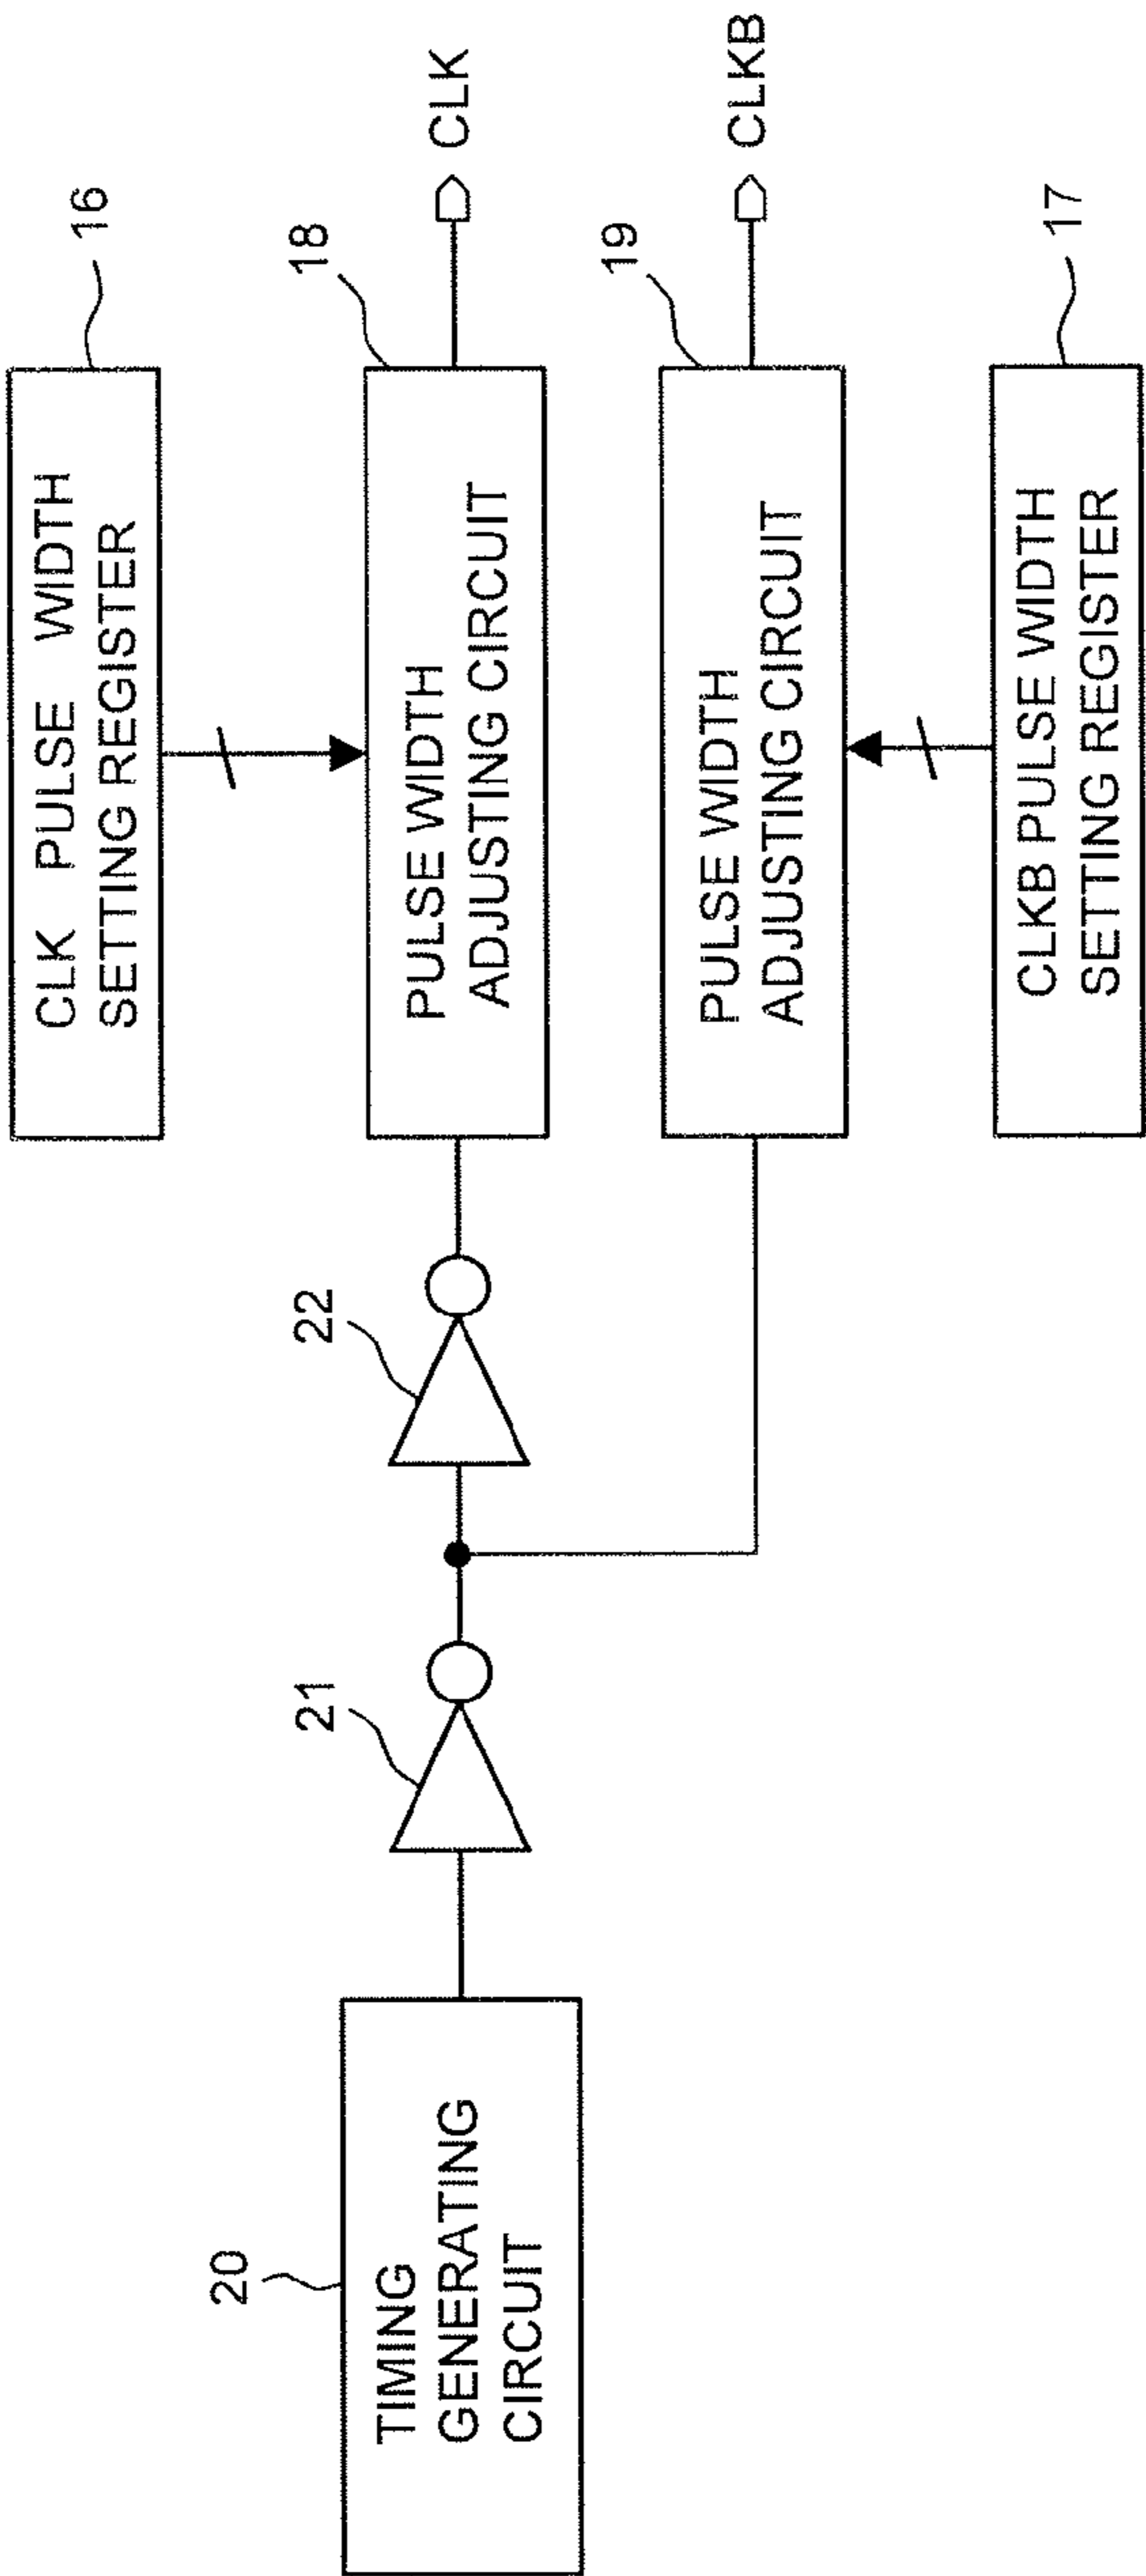 16
CLK PULSE WIDTH
SETTING REGISTER
18
PULSE WIDTH
ADJUSTING CIRCUIT
CLK
20
TIMING
GENERATING
CIRCUIT
21
22
19
PULSE WIDTH
ADJUSTING CIRCUIT
CLKB
17
CLKB PULSE WIDTH
SETTING REGISTER